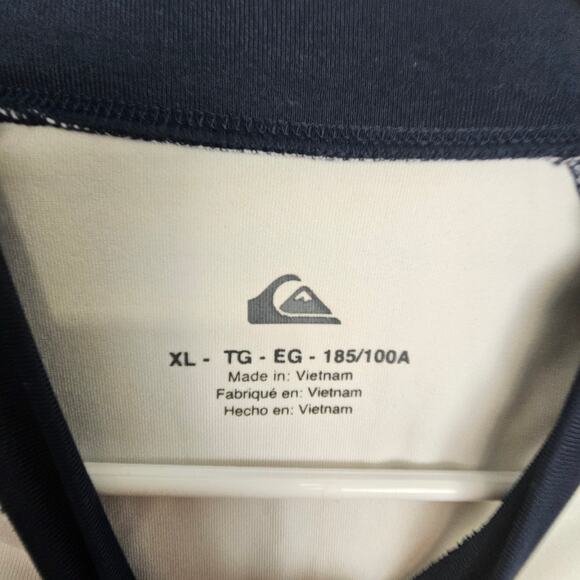 XL - TG - EG - 185/100A
Made in: Vietnam
Fabriqué en: Vietnam
Hecho en: Vietnam